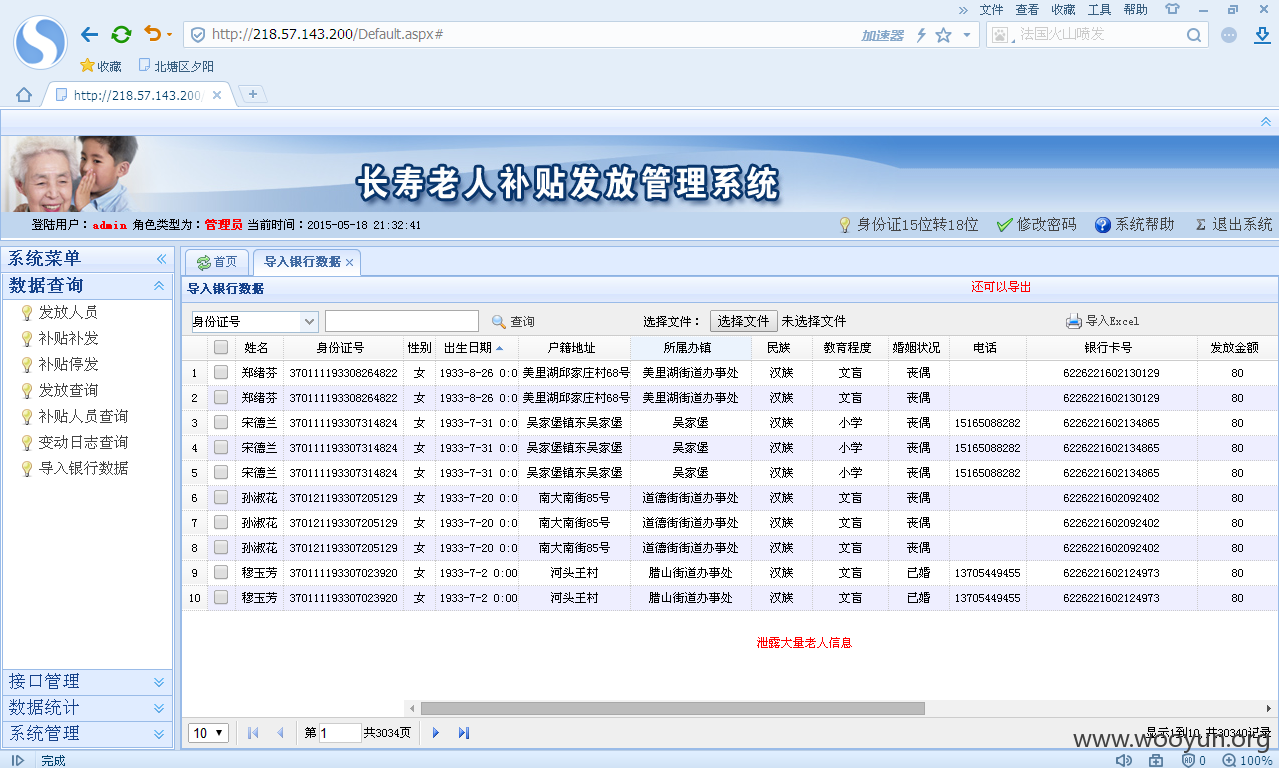 » 文件 查看 收藏 工具 帮助
http://218.57.143.200/Default.aspx#
加速器
法国火山喷发
收藏 北塘区夕阳
http://218.57.143.200/
长寿老人补贴发放管理系统
登陆用户：admin 角色类型为：管理员 当前时间：2015-05-18 21:32:41
身份证15位转18位 修改密码 系统帮助 退出系统
系统菜单
数据查询
发放人员
补贴补发
补贴停发
发放查询
补贴人员查询
变动日志查询
导入银行数据
接口管理
数据统计
系统管理
首页 导入银行数据
导入银行数据 还可以导出
身份证号 查询 选择文件： 选择文件 未选择文件 导入Excel
姓名 身份证号 性别 出生日期 户籍地址 所属办镇 民族 教育程度 婚姻状况 电话 银行卡号 发放金额
1 郑绪芬 370111193308264822 女 1933-8-26 0:0 美里湖邱家庄村68号 美里湖街道办事处 汉族 文盲 丧偶 6226221602130129 80
2 郑绪芬 370111193308264822 女 1933-8-26 0:0 美里湖邱家庄村68号 美里湖街道办事处 汉族 文盲 丧偶 6226221602130129 80
3 宋德兰 370111193307314824 女 1933-7-31 0:0 吴家堡镇东吴家堡 吴家堡 汉族 小学 丧偶 15165088282 6226221602134865 80
4 宋德兰 370111193307314824 女 1933-7-31 0:0 吴家堡镇东吴家堡 吴家堡 汉族 小学 丧偶 15165088282 6226221602134865 80
5 宋德兰 370111193307314824 女 1933-7-31 0:0 吴家堡镇东吴家堡 吴家堡 汉族 小学 丧偶 15165088282 6226221602134865 80
6 孙淑花 370121193307205129 女 1933-7-20 0:0 南大南街85号 道德街街道办事处 汉族 文盲 丧偶 6226221602092402 80
7 孙淑花 370121193307205129 女 1933-7-20 0:0 南大南街85号 道德街街道办事处 汉族 文盲 丧偶 6226221602092402 80
8 孙淑花 370121193307205129 女 1933-7-20 0:0 南大南街85号 道德街街道办事处 汉族 文盲 丧偶 6226221602092402 80
9 穆玉芳 370111193307023920 女 1933-7-2 0:00 河头王村 腊山街道办事处 汉族 文盲 已婚 13705449455 6226221602124973 80
10 穆玉芳 370111193307023920 女 1933-7-2 0:00 河头王村 腊山街道办事处 汉族 文盲 已婚 13705449455 6226221602124973 80
泄露大量老人信息
10 第 1 共3034页 显示1到10, 共30340记录
www.wooyun.org
完成 0 100%